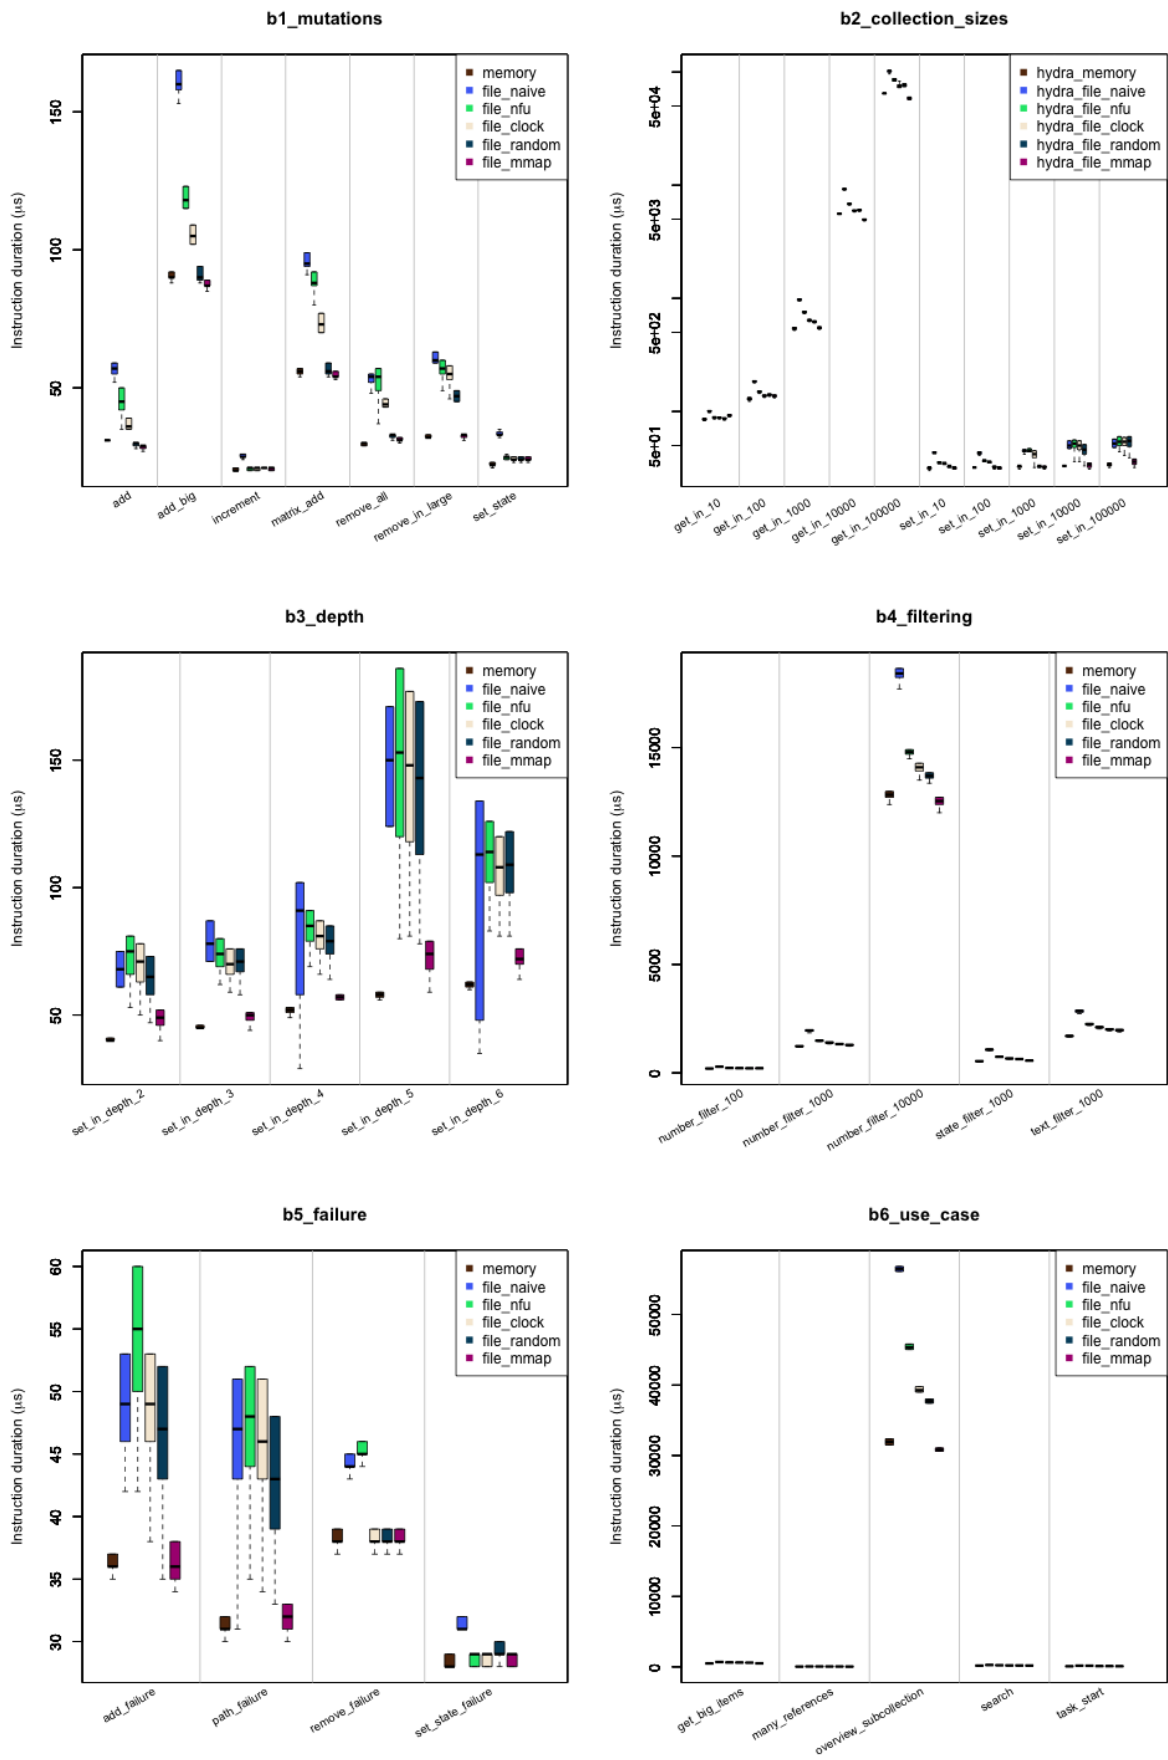 b1_mutations
Instruction duration (μs)
150
100
50
memory
file_naive
file_nfu
file_clock
file_random
file_mmap
add
add_big
increment
matrix_add
remove_all
remove_in_large
set_state
b2_collection_sizes
Instruction duration (μs)
5e+04
5e+03
5e+02
5e+01
hydra_memory
hydra_file_naive
hydra_file_nfu
hydra_file_clock
hydra_file_random
hydra_file_mmap
get_in_10
get_in_100
get_in_1000
get_in_10000
get_in_100000
set_in_10
set_in_100
set_in_1000
set_in_10000
set_in_100000
b3_depth
Instruction duration (μs)
150
100
50
memory
file_naive
file_nfu
file_clock
file_random
file_mmap
set_in_depth_2
set_in_depth_3
set_in_depth_4
set_in_depth_5
set_in_depth_6
b4_filtering
Instruction duration (μs)
15000
10000
5000
0
memory
file_naive
file_nfu
file_clock
file_random
file_mmap
number_filter_100
number_filter_1000
number_filter_10000
state_filter_1000
text_filter_1000
b5_failure
Instruction duration (μs)
60
55
50
45
40
35
30
memory
file_naive
file_nfu
file_clock
file_random
file_mmap
add_failure
path_failure
remove_failure
set_state_failure
b6_use_case
Instruction duration (μs)
50000
40000
30000
20000
10000
0
memory
file_naive
file_nfu
file_clock
file_random
file_mmap
get_big_items
many_references
overview_subcollection
search
task_start